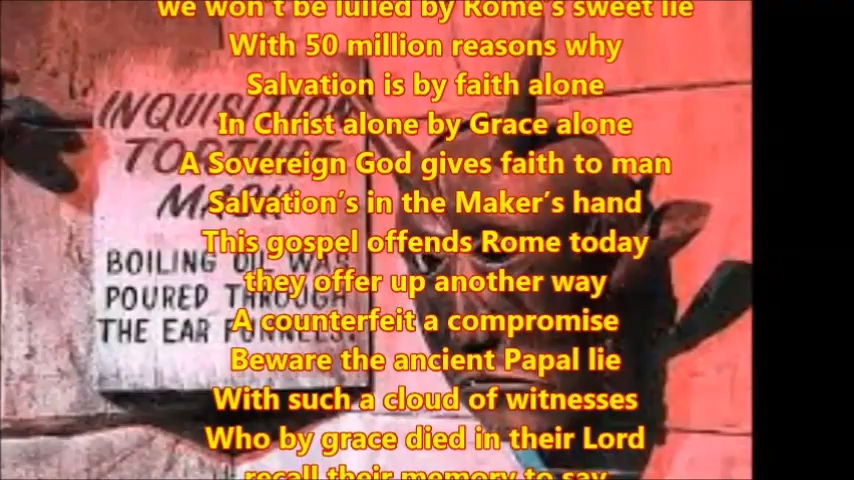 we won't be lulled by Rome's sweet lie
With 50 million reasons why
Salvation is by faith alone
In Christ alone by Grace alone
A Sovereign God gives faith to man
Salvation's in the Maker's hand
This gospel offends Rome today
they offer up another way
A counterfeit a compromise
Beware the ancient Papal lie
With such a cloud of witnesses
Who by grace died in their Lord
recall their memory to say
INQUISITION
TORTURE
MASK
BOILING OIL WAS
POURED THROUGH
THE EAR FUNNELS.